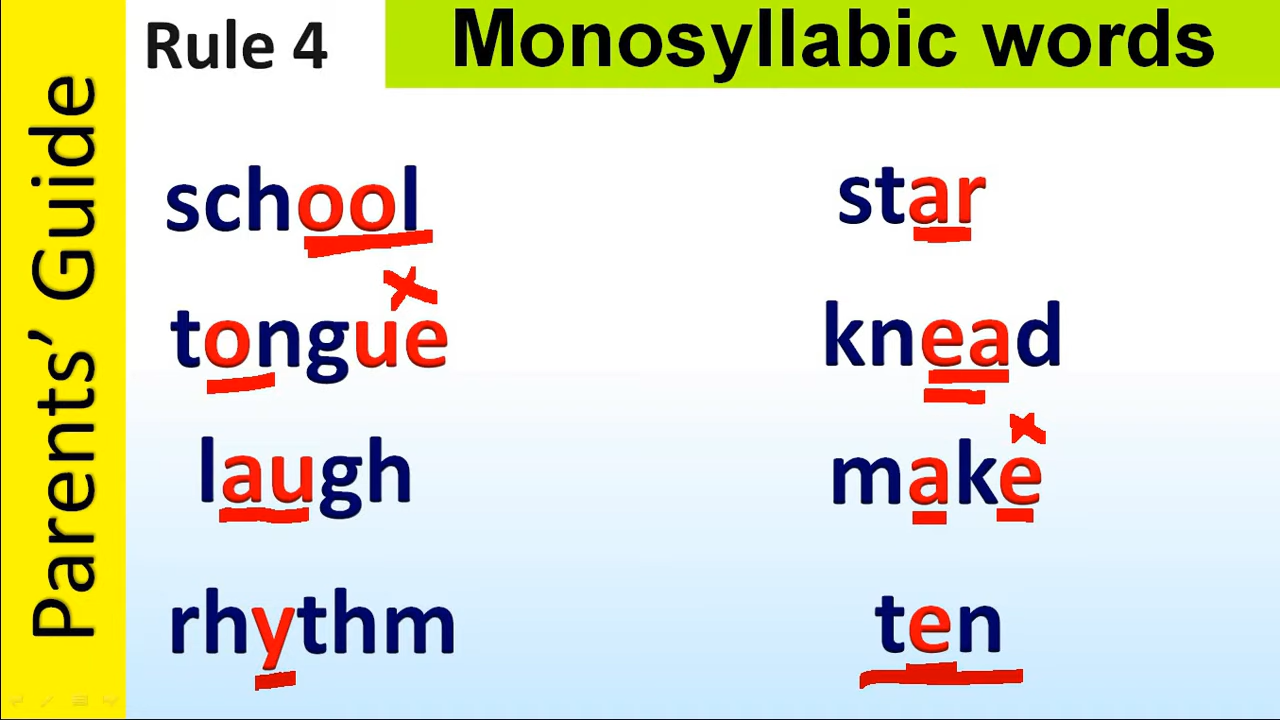 Rule 4
Monosyllabic words
Parents' Guide
school
star
tongue
knead
laugh
make
rhythm
ten